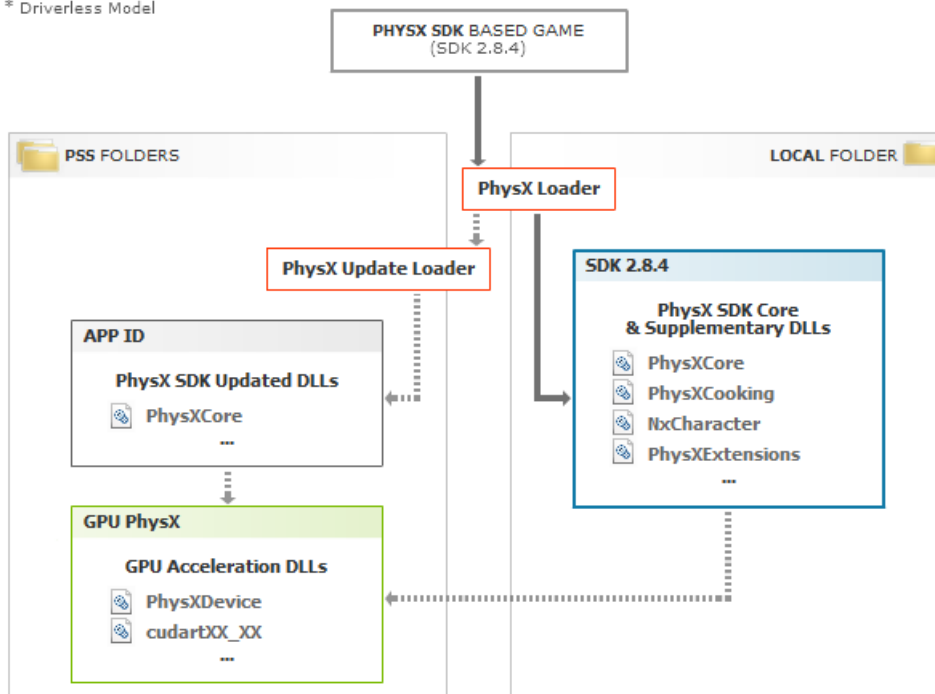 * Driverless Model
PHYSX SDK BASED GAME
(SDK 2.8.4)
PSS FOLDERS
LOCAL FOLDER
PhysX Loader
PhysX Update Loader
SDK 2.8.4
PhysX SDK Core
& Supplementary DLLs
PhysXCore
PhysXCooking
NxCharacter
PhysXExtensions
...
APP ID
PhysX SDK Updated DLLs
PhysXCore
...
GPU PhysX
GPU Acceleration DLLs
PhysXDevice
cudartXX_XX
...